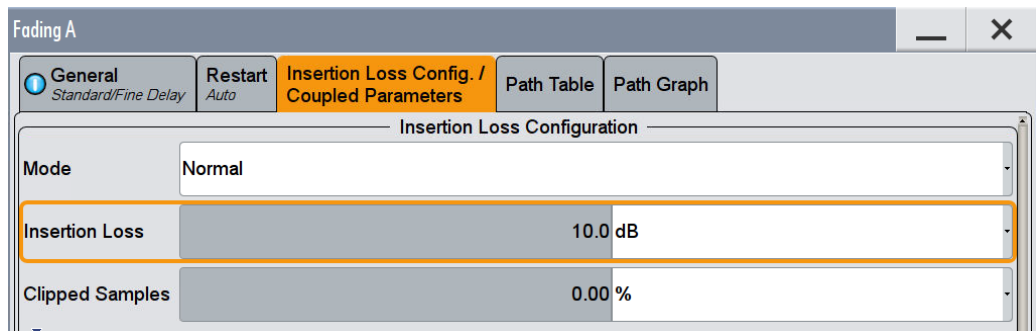 Fading A
General
Standard/Fine Delay
Restart
Auto
Insertion Loss Config. /
Coupled Parameters
Path Table
Path Graph
Insertion Loss Configuration
Mode Normal
Insertion Loss 10.0 dB
Clipped Samples 0.00 %